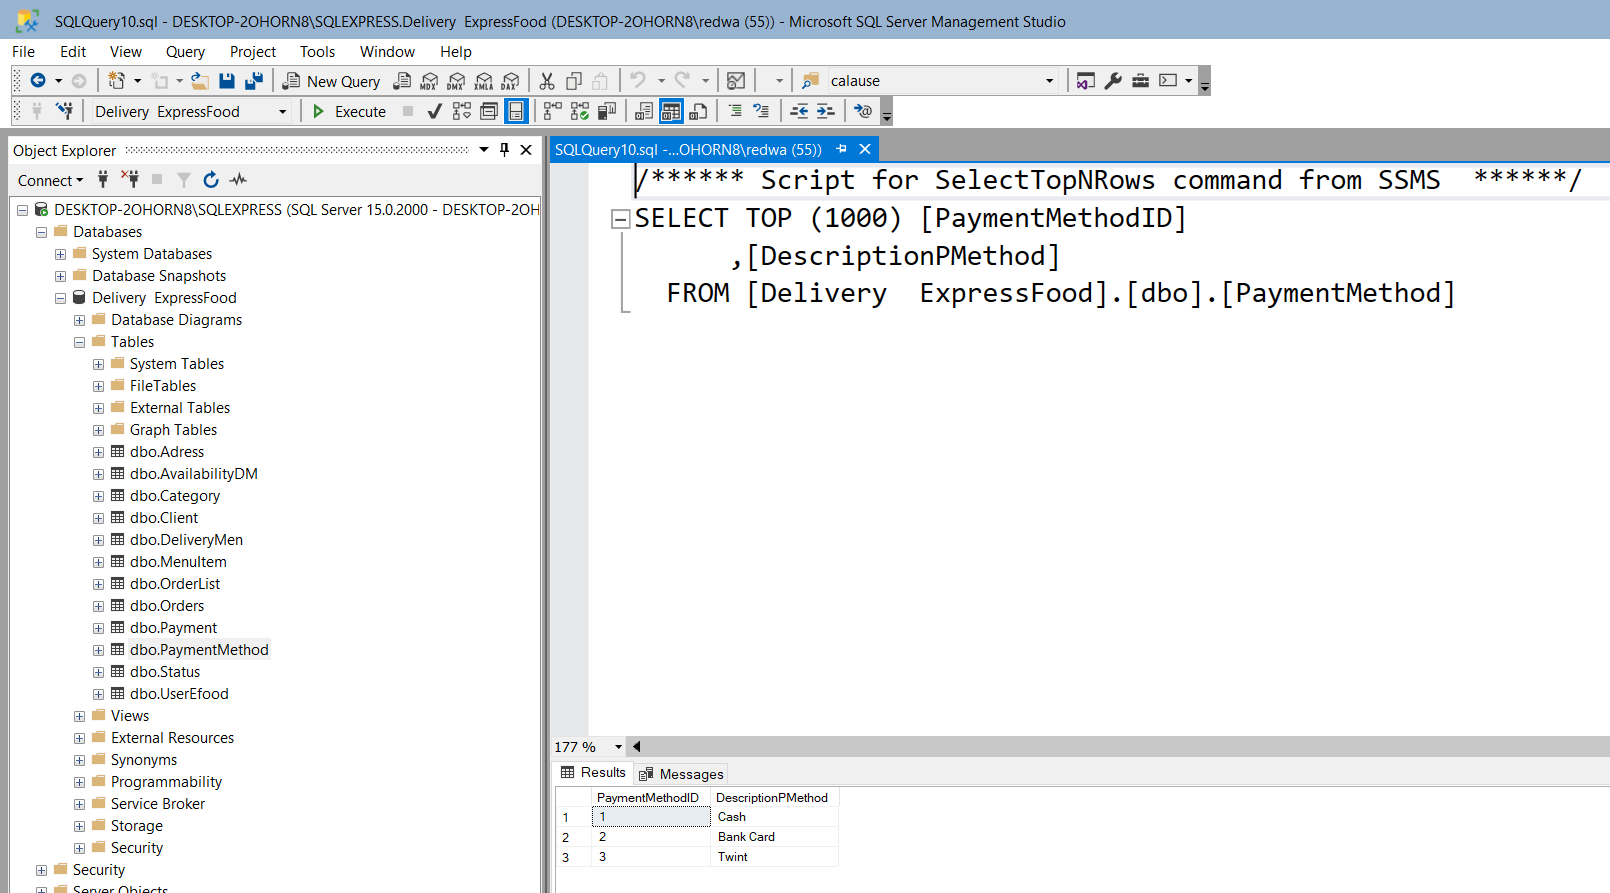 SQLQuery10.sql - DESKTOP-2OHORN8\SQLEXPRESS.Delivery  ExpressFood (DESKTOP-2OHORN8\redwa (55)) - Microsoft SQL Server Management Studio
File Edit View Query Project Tools Window Help
New Query MDX DMX XMLA DAX calause
Delivery  ExpressFood Execute
Object Explorer
SQLQuery10.sql -...OHORN8\redwa (55))
Connect
/****** Script for SelectTopNRows command from SSMS  ******/
SELECT TOP (1000) [PaymentMethodID]
,[DescriptionPMethod]
FROM [Delivery  ExpressFood].[dbo].[PaymentMethod]
DESKTOP-2OHORN8\SQLEXPRESS (SQL Server 15.0.2000 - DESKTOP-2OH
Databases
System Databases
Database Snapshots
Delivery  ExpressFood
Database Diagrams
Tables
System Tables
FileTables
External Tables
Graph Tables
dbo.Adress
dbo.AvailabilityDM
dbo.Category
dbo.Client
dbo.DeliveryMen
dbo.MenuItem
dbo.OrderList
dbo.Orders
dbo.Payment
dbo.PaymentMethod
dbo.Status
dbo.UserEfood
Views
External Resources
Synonyms
Programmability
Service Broker
Storage
Security
Security
Server Objects
177 %
Results Messages
PaymentMethodID DescriptionPMethod
1 1 Cash
2 2 Bank Card
3 3 Twint